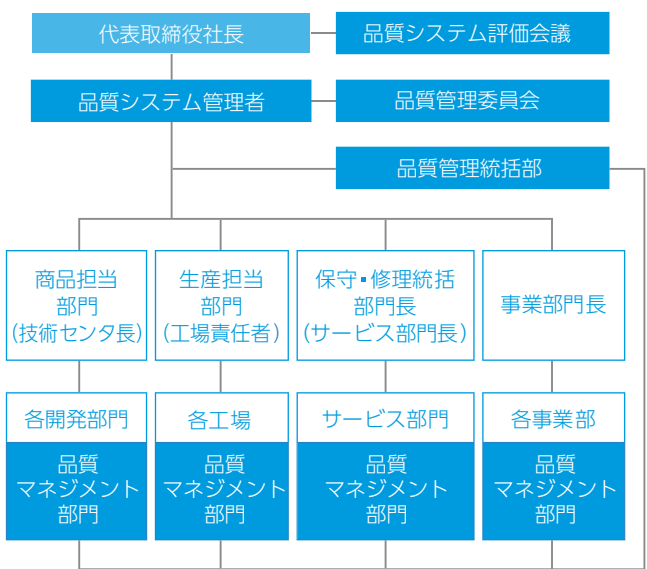 代表取締役社長
品質システム評価会議
品質システム管理者
品質管理委員会
品質管理統括部
商品担当
部門
(技術センタ長)
生産担当
部門
(工場責任者)
保守・修理統括
部門長
(サービス部門長)
事業部門長
各開発部門
品質
マネジメント
部門
各工場
品質
マネジメント
部門
サービス部門
品質
マネジメント
部門
各事業部
品質
マネジメント
部門